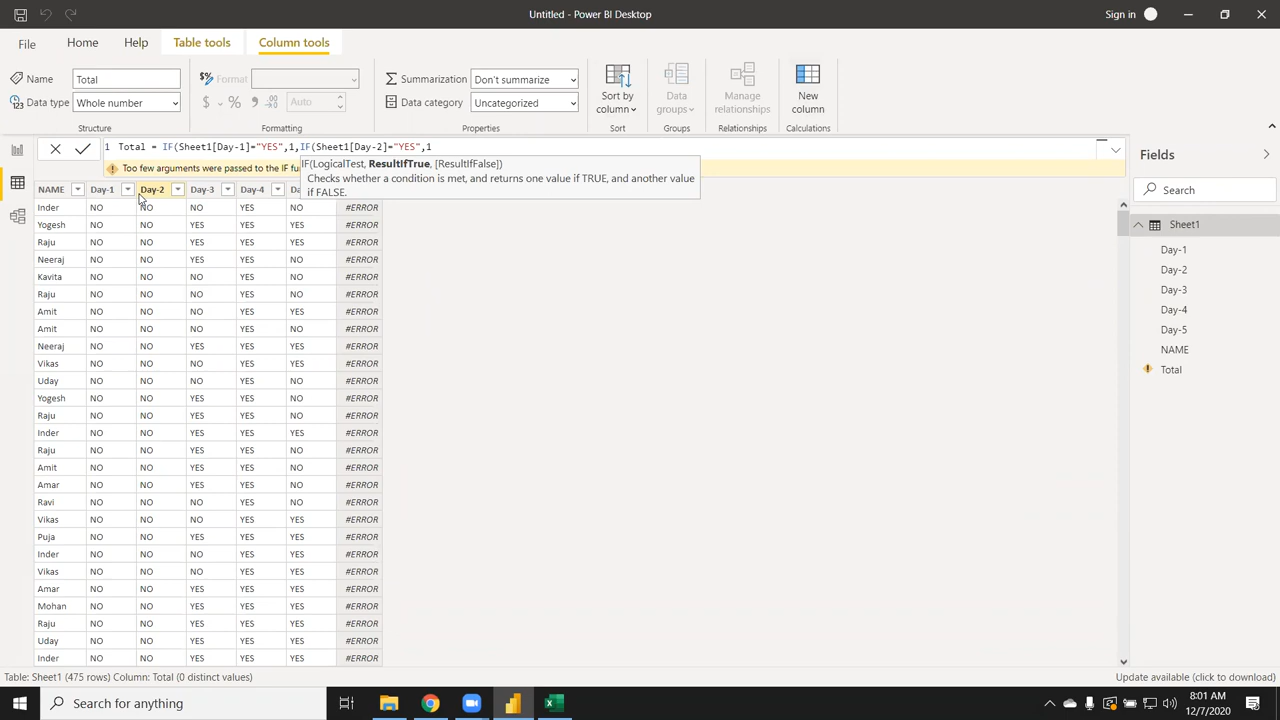 Untitled - Power BI Desktop
Sign in
File
Home
Help
Table tools
Column tools
Name
Total
Format
Summarization
Don't summarize
Data type
Whole number
$ % Auto
Data category
Uncategorized
Sort by column
Data groups
Manage relationships
New column
Structure
Formatting
Properties
Sort
Groups
Relationships
Calculations
1 Total = IF(Sheet1[Day-1]="YES",1,IF(Sheet1[Day-2]="YES",1
Too few arguments were passed to the IF fu
IF(LogicalTest, ResultIfTrue, [ResultIfFalse])
Checks whether a condition is met, and returns one value if TRUE, and another value
if FALSE.
NAME Day-1 Day-2 Day-3 Day-4
Inder NO NO NO YES NO #ERROR
Yogesh NO NO YES YES YES #ERROR
Raju NO NO YES YES YES #ERROR
Neeraj NO NO YES YES NO #ERROR
Kavita NO NO NO YES NO #ERROR
Raju NO NO NO YES NO #ERROR
Amit NO NO NO YES YES #ERROR
Amit NO NO NO YES NO #ERROR
Neeraj NO NO YES YES YES #ERROR
Vikas NO NO NO YES YES #ERROR
Uday NO NO NO YES NO #ERROR
Yogesh NO NO YES YES NO #ERROR
Raju NO NO YES YES NO #ERROR
Inder NO NO YES YES NO #ERROR
Raju NO NO YES YES NO #ERROR
Amit NO NO YES YES NO #ERROR
Amar NO NO YES YES NO #ERROR
Ravi NO NO NO YES NO #ERROR
Vikas NO NO NO YES YES #ERROR
Puja NO NO YES YES YES #ERROR
Inder NO NO NO YES YES #ERROR
Vikas NO NO NO YES YES #ERROR
Amar NO NO YES YES YES #ERROR
Mohan NO NO YES YES YES #ERROR
Raju NO NO YES YES YES #ERROR
Uday NO NO YES YES YES #ERROR
Inder NO NO YES YES YES #ERROR
Fields
Search
Sheet1
Day-1
Day-2
Day-3
Day-4
Day-5
NAME
Total
Table: Sheet1 (475 rows) Column: Total (0 distinct values)
Update available (click to download)
Search for anything
8:01 AM
12/7/2020